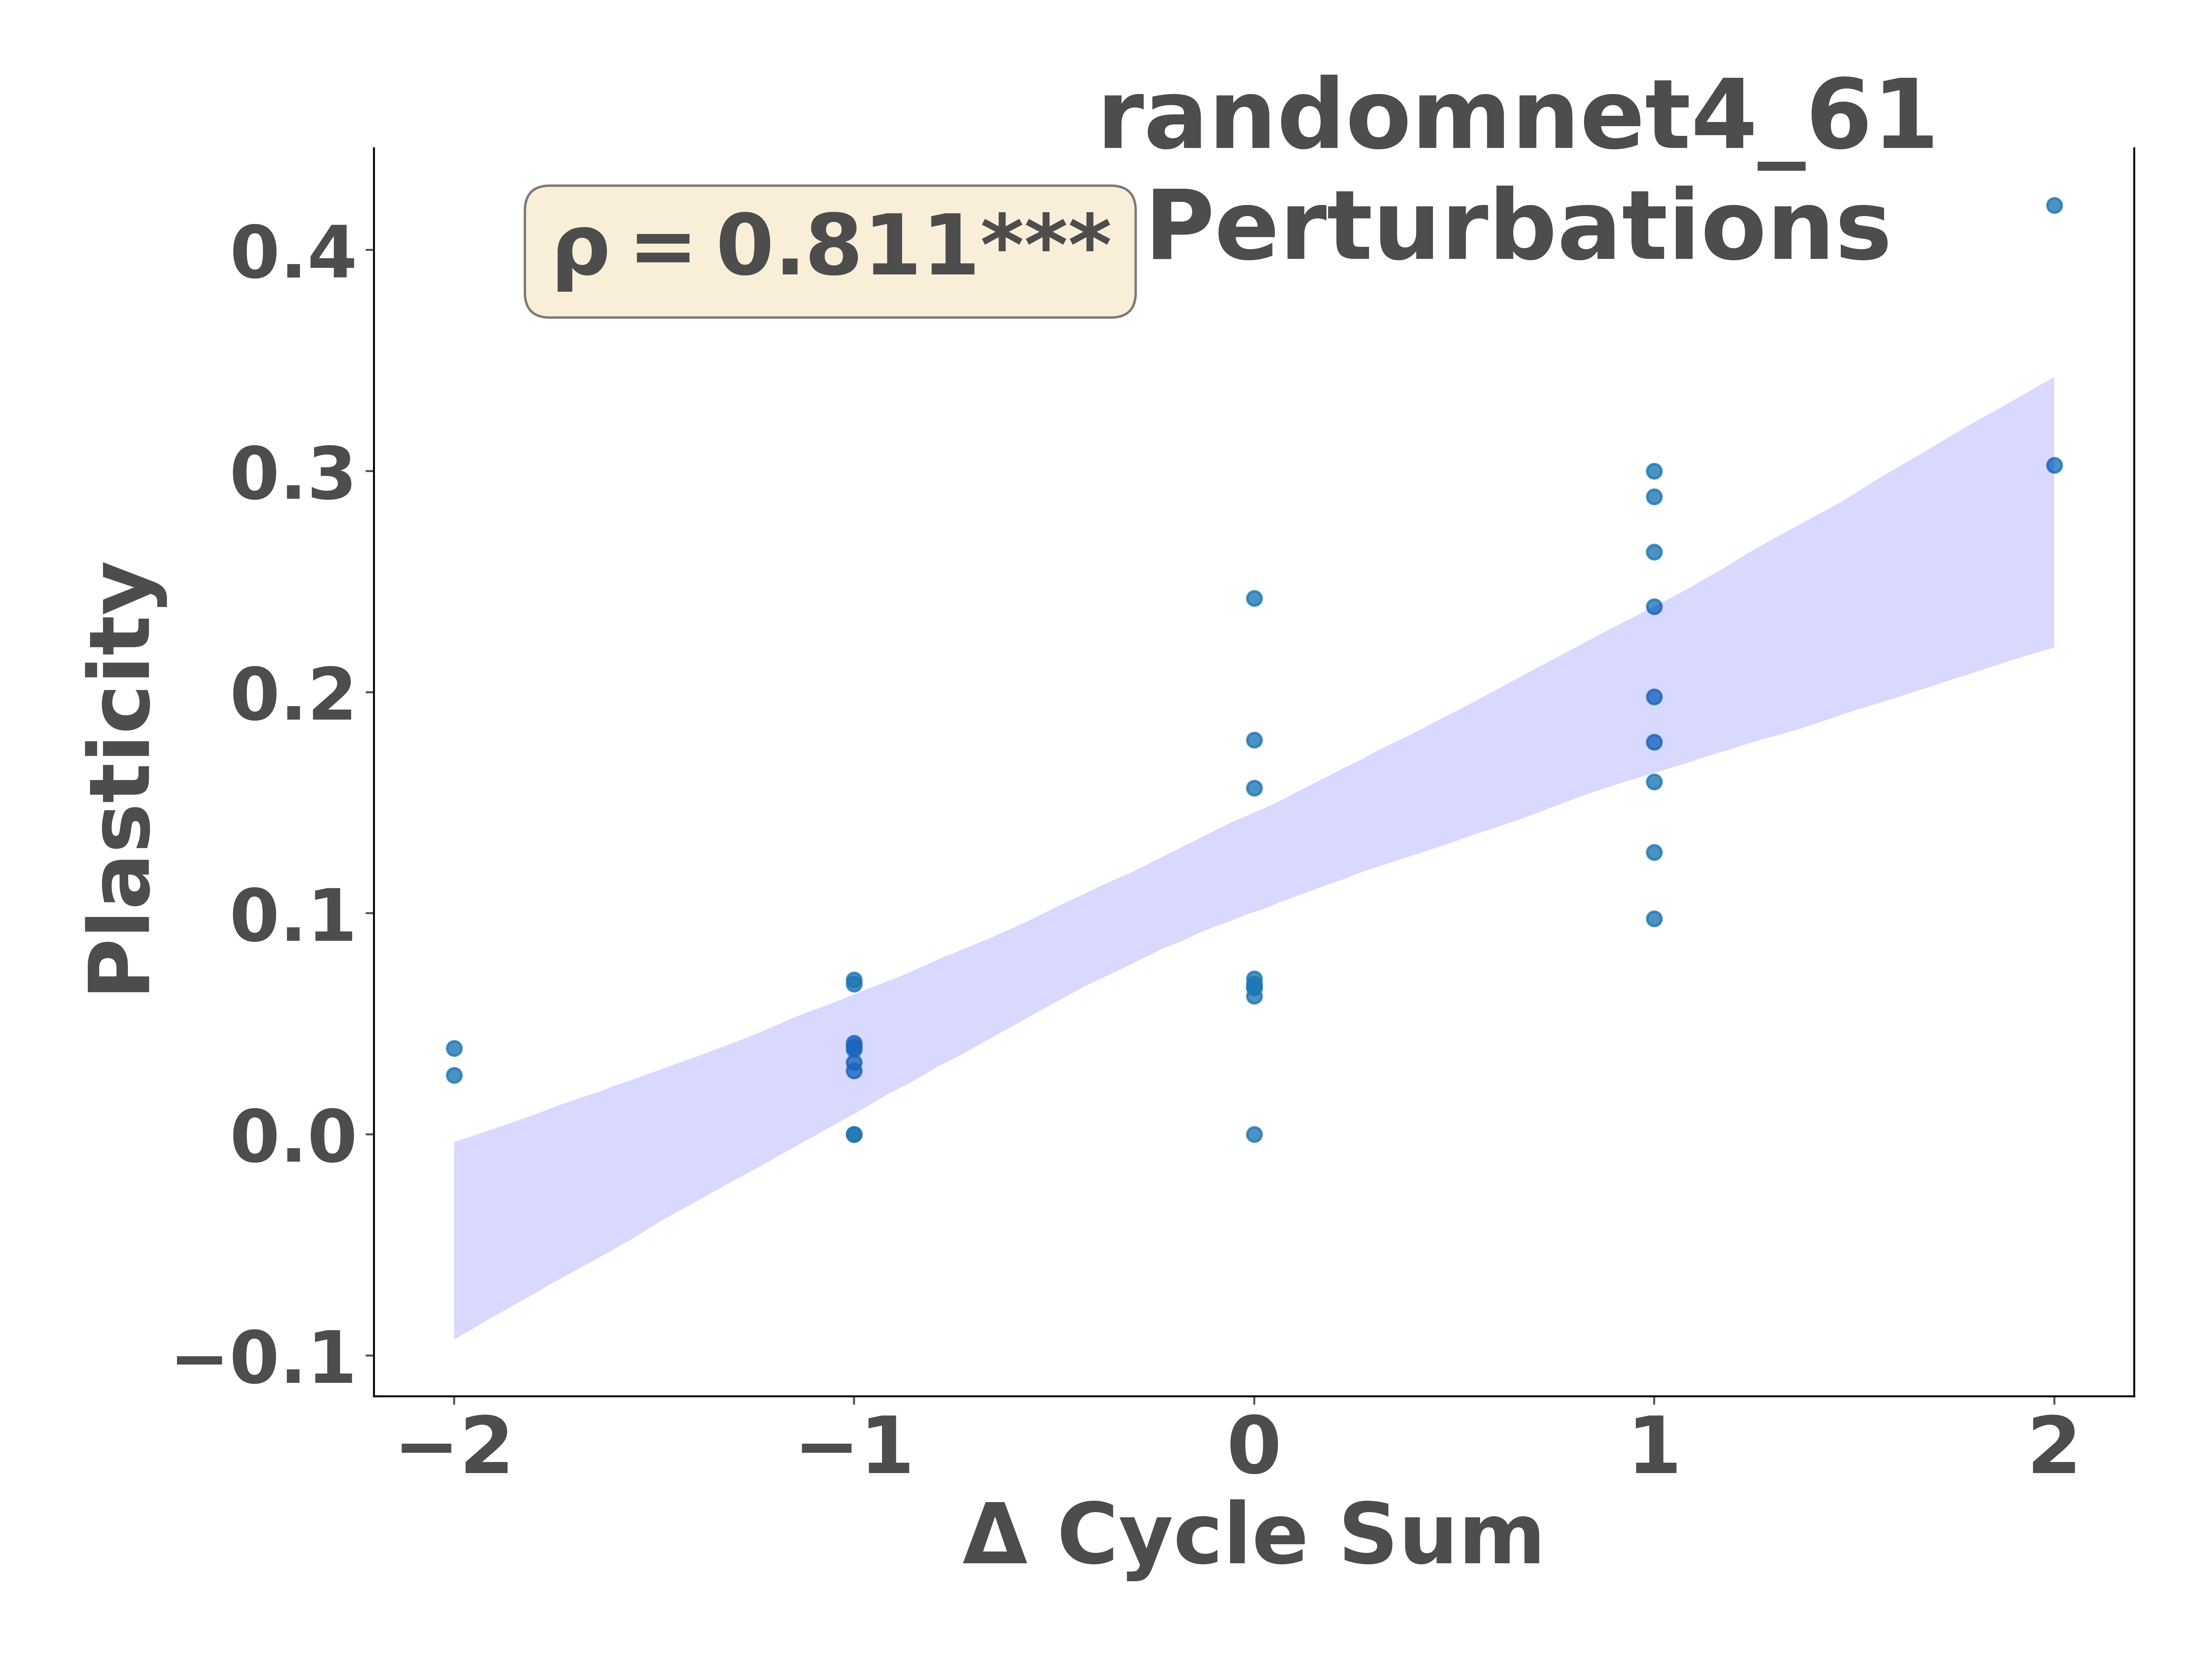 randomnet4_61
Perturbations
ρ = 0.811***
Plasticity
0.4
0.3
0.2
0.1
0.0
−0.1
−2 −1 0 1 2
Δ Cycle Sum